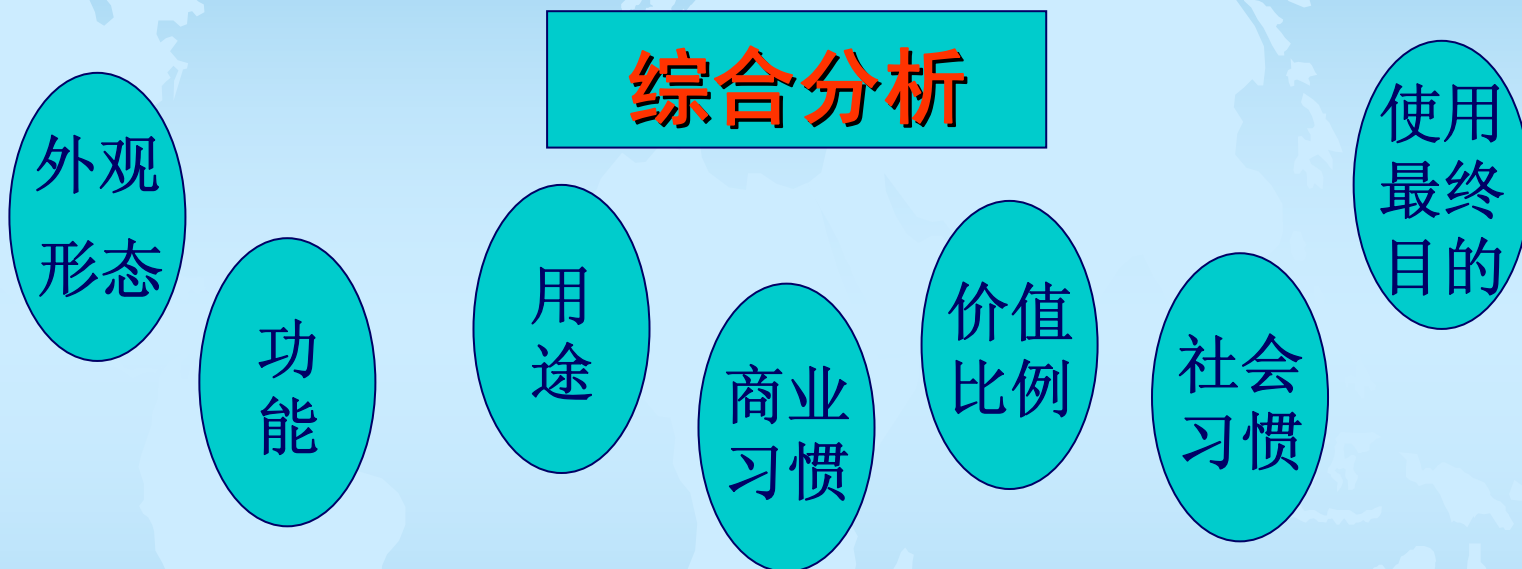 综合分析
外观
形态
功
能
用
途
商业
习惯
价值
比例
社会
习惯
使用
最终
目的